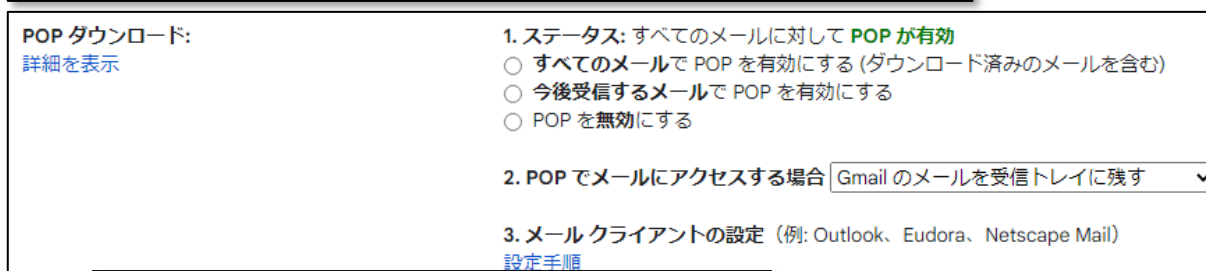 POP ダウンロード:
詳細を表示
1. ステータス: すべてのメールに対して POP が有効
すべてのメールで POP を有効にする (ダウンロード済みのメールを含む)
今後受信するメールで POP を有効にする
POP を無効にする
2. POP でメールにアクセスする場合 Gmail のメールを受信トレイに残す
3. メール クライアントの設定（例: Outlook、Eudora、Netscape Mail）
設定手順